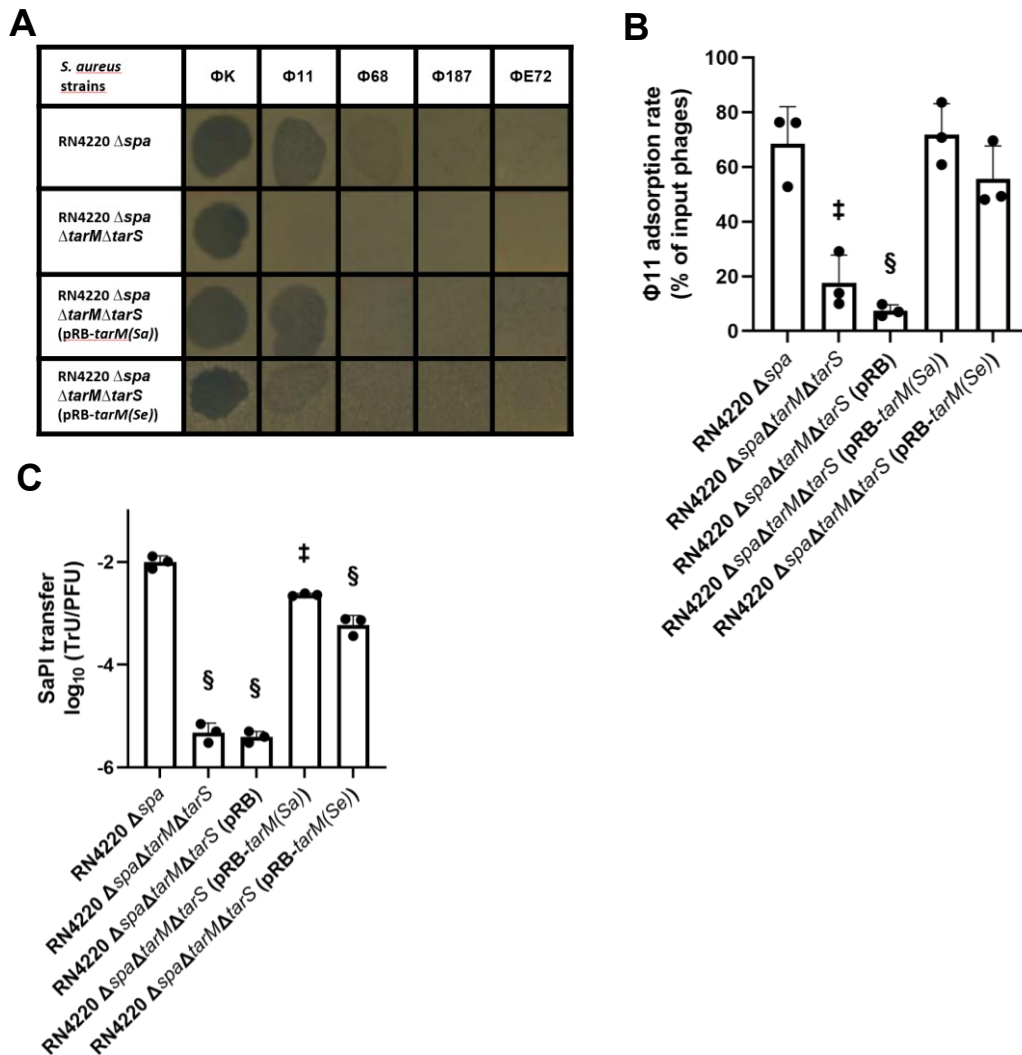 A
S. aureus
strains
ΦK
Φ11
Φ68
Φ187
ΦE72
RN4220 Δspa
RN4220 Δspa
ΔtarMΔtarS
RN4220 Δspa
ΔtarMΔtarS
(pRB-tarM(Sa))
RN4220 Δspa
ΔtarMΔtarS
(pRB-tarM(Se))
B
Φ11 adsorption rate
(% of input phages)
100
80
60
40
20
0
‡
§
RN4220 Δspa
RN4220 ΔspaΔtarMΔtarS
RN4220 ΔspaΔtarMΔtarS (pRB)
RN4220 ΔspaΔtarMΔtarS (pRB-tarM(Sa))
RN4220 ΔspaΔtarMΔtarS (pRB-tarM(Se))
C
SaPI transfer
log10 (TrU/PFU)
-2
-4
-6
§
§
‡
§
RN4220 Δspa
RN4220 ΔspaΔtarMΔtarS
RN4220 ΔspaΔtarMΔtarS (pRB)
RN4220 ΔspaΔtarMΔtarS (pRB-tarM(Sa))
RN4220 ΔspaΔtarMΔtarS (pRB-tarM(Se))